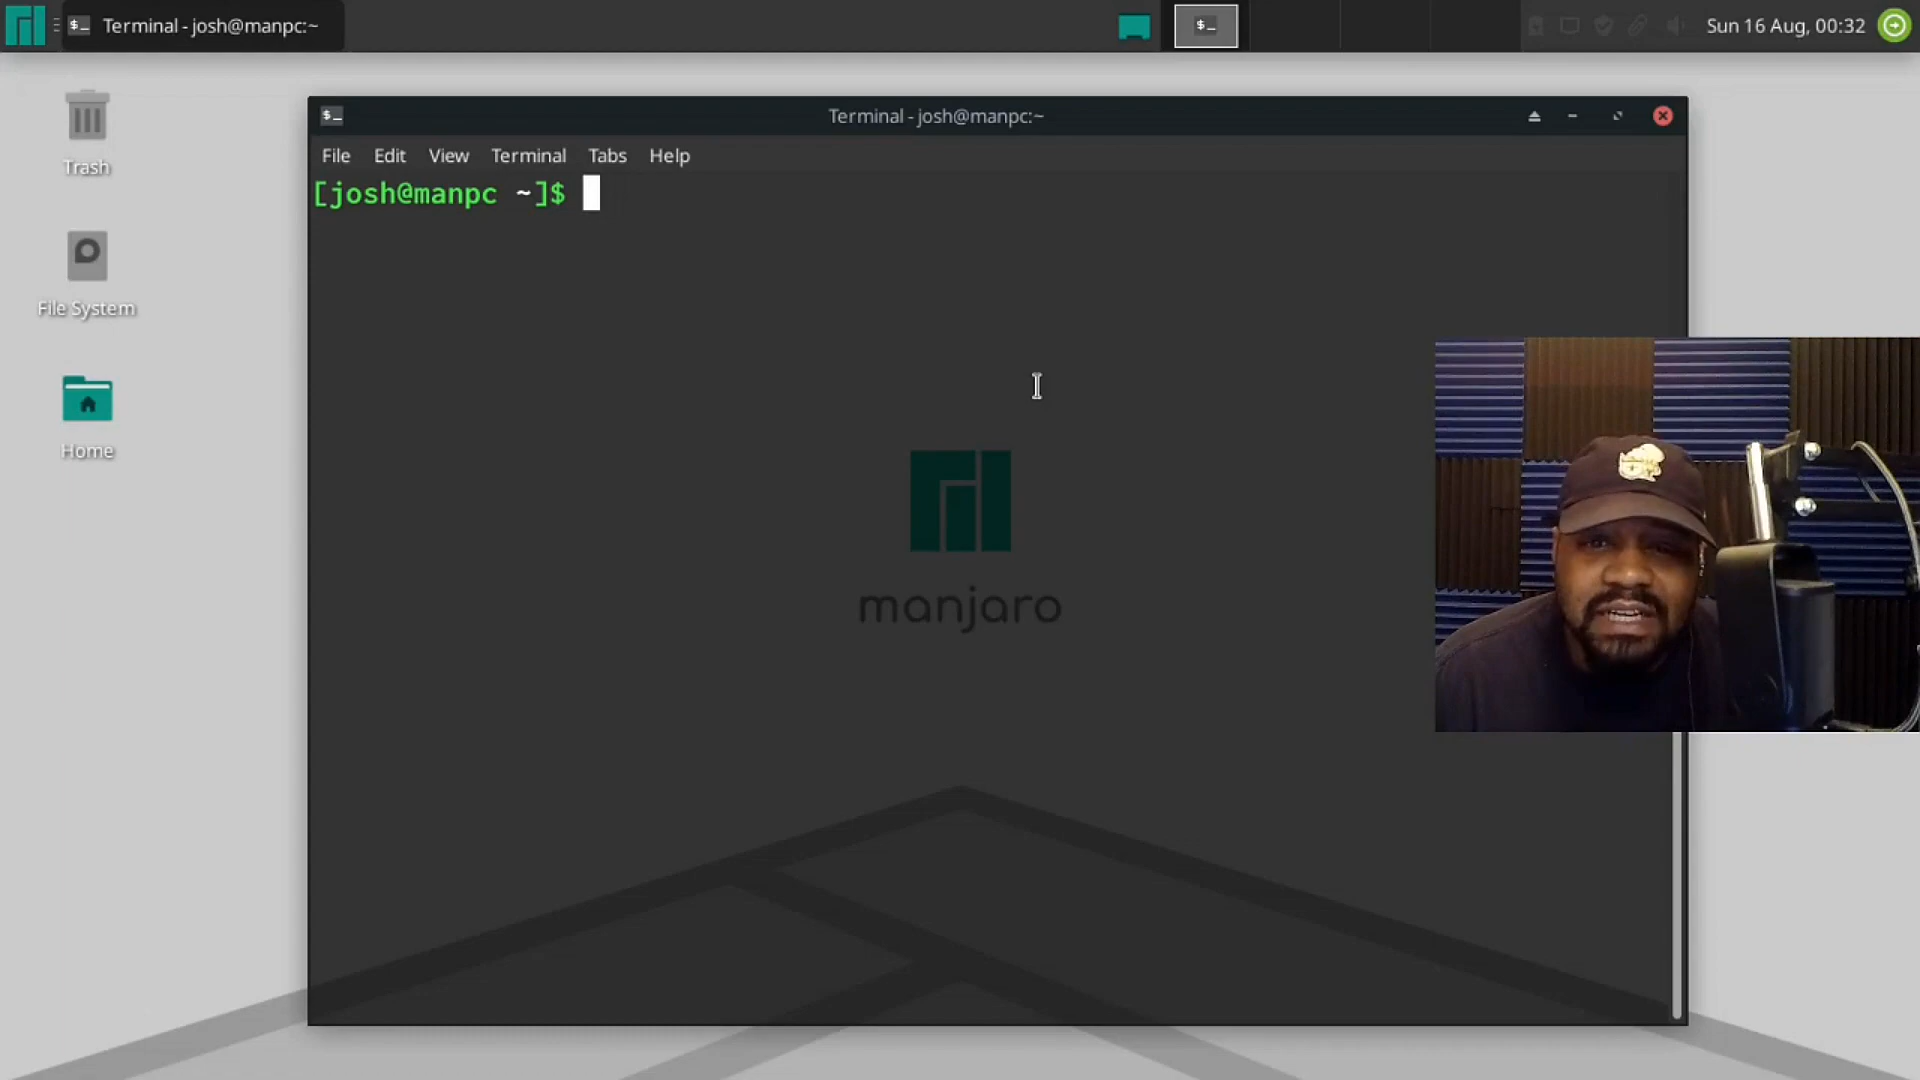 Terminal - josh@manpc:~
Sun 16 Aug, 00:32
Trash
File System
Home
Terminal - josh@manpc:~
File Edit View Terminal Tabs Help
[josh@manpc ~]$
manjaro